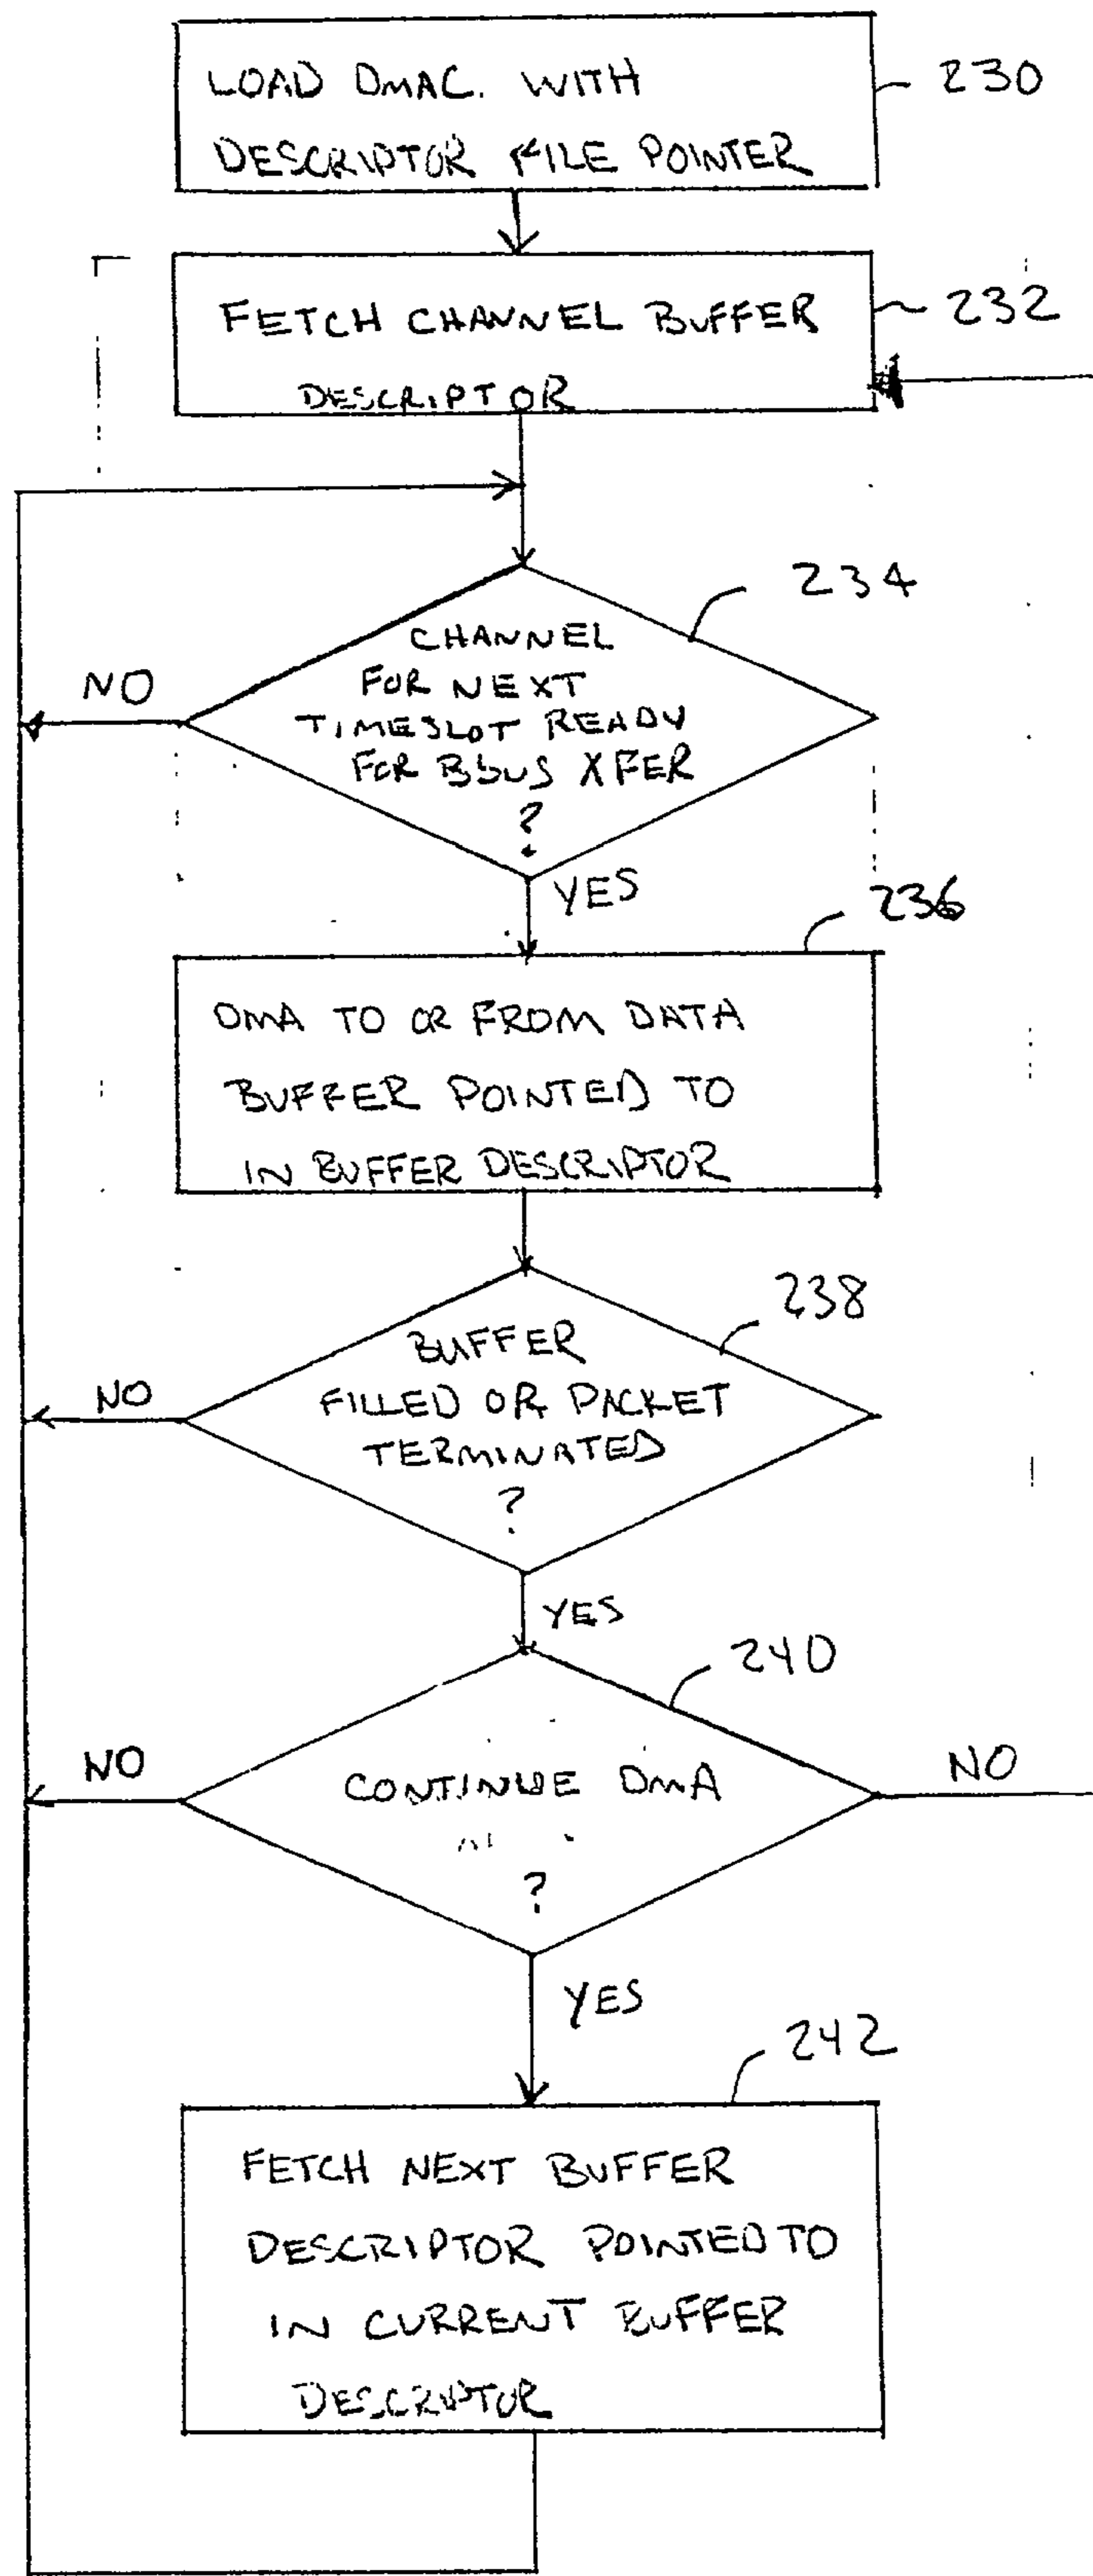 LOAD DMAC. WITH
DESCRIPTOR FILE POINTER
230
FETCH CHANNEL BUFFER
DESCRIPTOR
232
234
CHANNEL
FOR NEXT
TIMESLOT READY
FOR BbUS XFER
?
NO
YES
236
DMA TO OR FROM DATA
BUFFER POINTED TO
IN BUFFER DESCRIPTOR
238
BUFFER
FILLED OR PACKET
TERMINATED
?
NO
YES
240
CONTINUE DMA
?
NO
NO
YES
242
FETCH NEXT BUFFER
DESCRIPTOR POINTED TO
IN CURRENT BUFFER
DESCRIPTOR